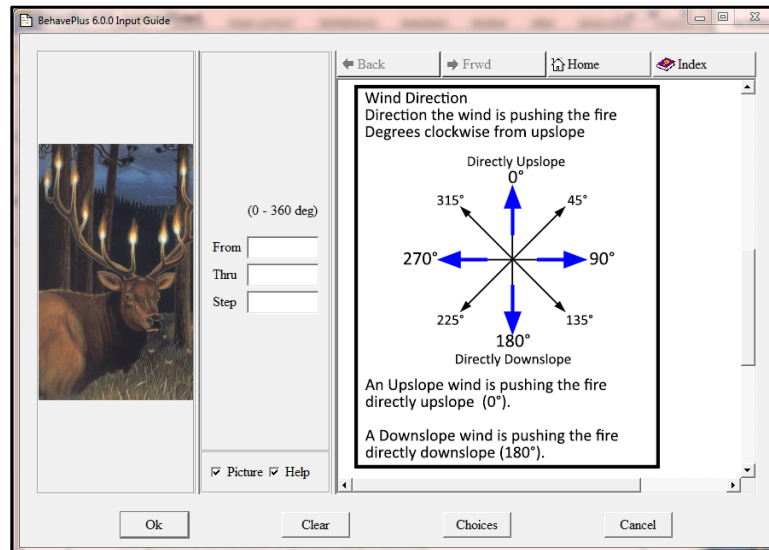 BehavePlus 6.0.0 Input Guide
Back
Frwd
Home
Index
(0 - 360 deg)
From
Thru
Step
Picture
Help
Wind Direction
Direction the wind is pushing the fire
Degrees clockwise from upslope
Directly Upslope
0°
315°
45°
270°
90°
225°
135°
180°
Directly Downslope
An Upslope wind is pushing the fire
directly upslope (0°).
A Downslope wind is pushing the fire
directly downslope (180°).
Ok
Clear
Choices
Cancel